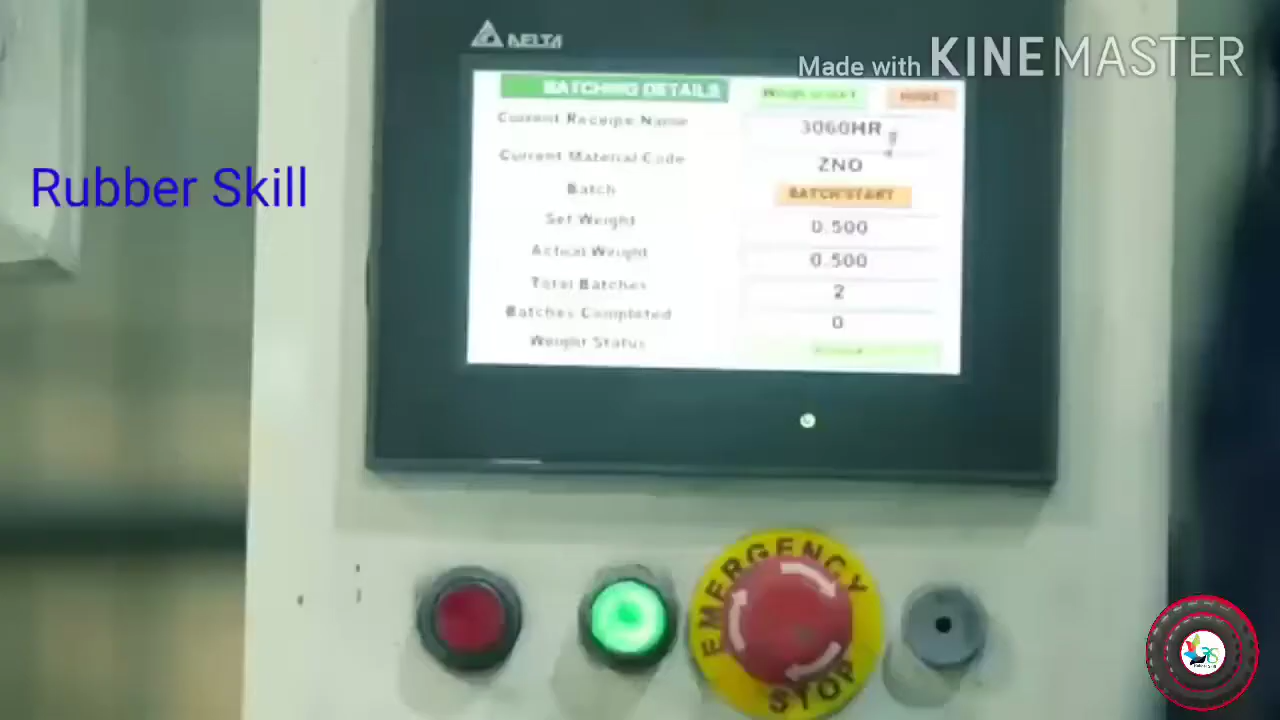 DELTA
Made with KINEMASTER
BATCHING DETAILS
Current Receipe Name
3060HR
Current Material Code
ZNO
Batch
BATCH START
Set Weight
0.500
Actual Weight
0.500
Total Batches
2
Batches Completed
0
Weight Status
Rubber Skill
EMERGENCY
STOP